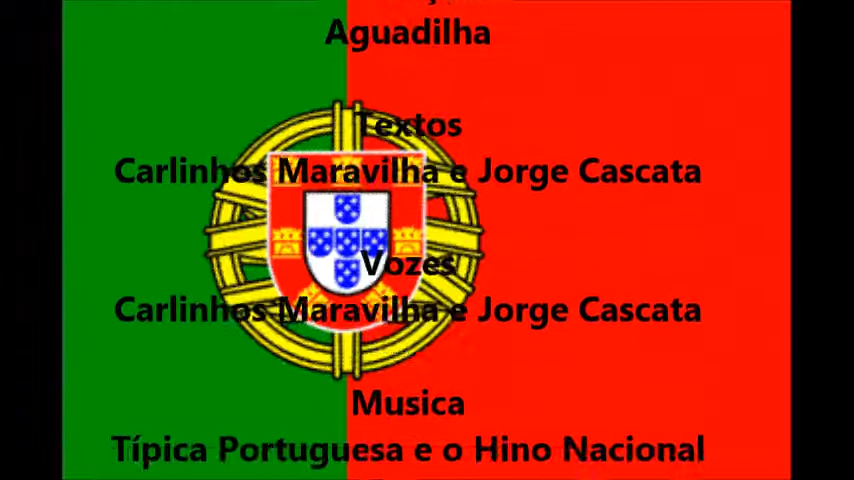 Aguadilha
Textos
Carlinhos Maravilha e Jorge Cascata
Vozes
Carlinhos Maravilha e Jorge Cascata
Musica
Típica Portuguesa e o Hino Nacional